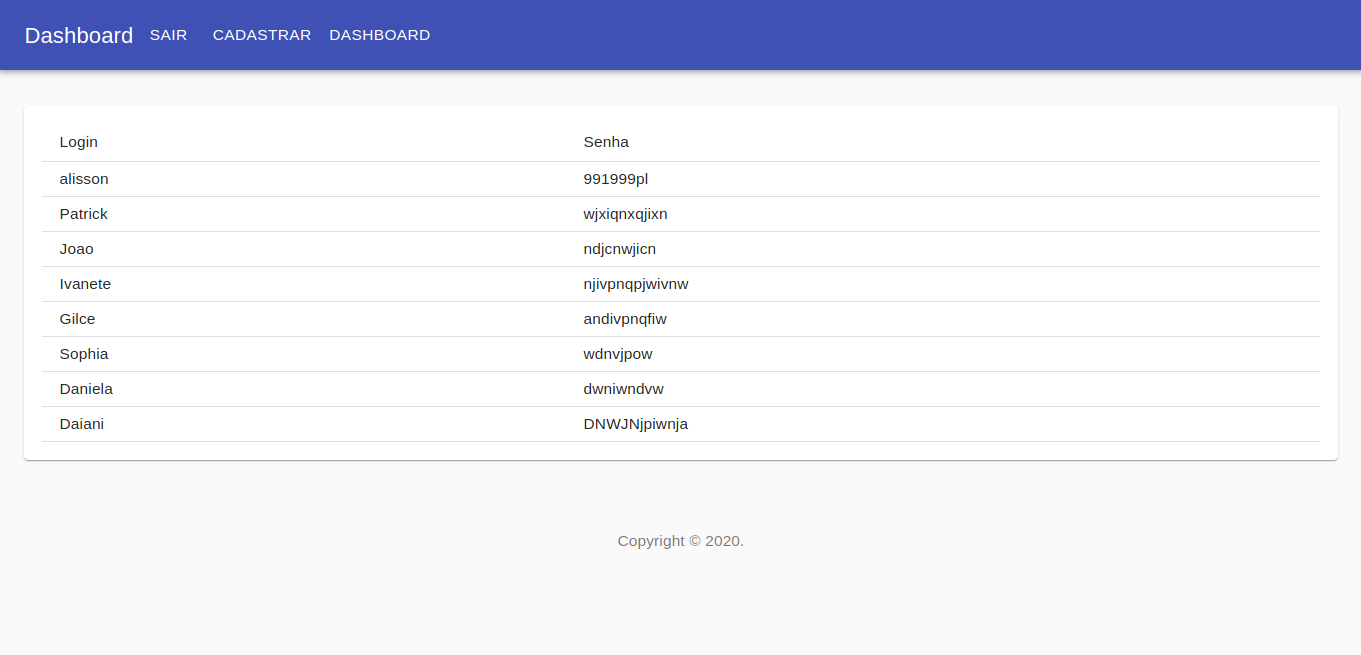 Dashboard SAIR CADASTRAR DASHBOARD
Login Senha
alisson 991999pl
Patrick wjxiqnxqjixn
Joao ndjcnwjicn
Ivanete njivpnqpjwivnw
Gilce andivpnqfiw
Sophia wdnvjpow
Daniela dwniwndvw
Daiani DNWJNjpiwnja
Copyright © 2020.